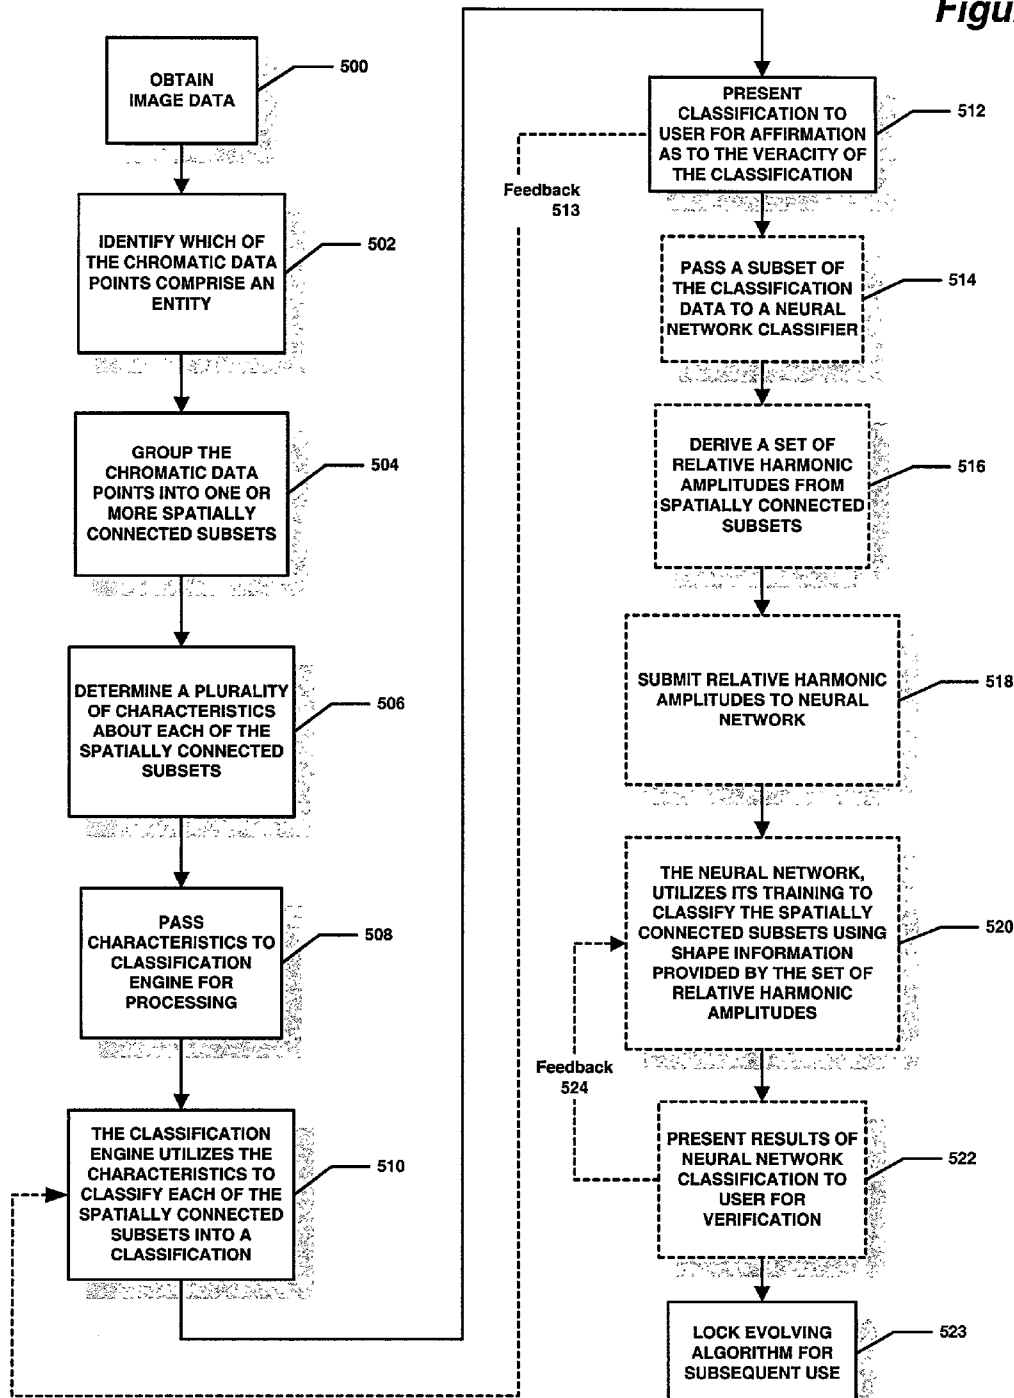 OBTAIN
IMAGE DATA
500
IDENTIFY WHICH OF
THE CHROMATIC DATA
POINTS COMPRISE AN
ENTITY
502
GROUP THE
CHROMATIC DATA
POINTS INTO ONE OR
MORE SPATIALLY
CONNECTED SUBSETS
504
DETERMINE A PLURALITY
OF CHARACTERISTICS
ABOUT EACH OF THE
SPATIALLY CONNECTED
SUBSETS
506
PASS
CHARACTERISTICS TO
CLASSIFICATION
ENGINE FOR
PROCESSING
508
THE CLASSIFICATION
ENGINE UTILIZES THE
CHARACTERISTICS TO
CLASSIFY EACH OF THE
SPATIALLY CONNECTED
SUBSETS INTO A
CLASSIFICATION
510
PRESENT
CLASSIFICATION TO
USER FOR AFFIRMATION
AS TO THE VERACITY OF
THE CLASSIFICATION
512
Feedback
513
PASS A SUBSET OF
THE CLASSIFICATION
DATA TO A NEURAL
NETWORK CLASSIFIER
514
DERIVE A SET OF
RELATIVE HARMONIC
AMPLITUDES FROM
SPATIALLY CONNECTED
SUBSETS
516
SUBMIT RELATIVE HARMONIC
AMPLITUDES TO NEURAL
NETWORK
518
THE NEURAL NETWORK,
UTILIZES ITS TRAINING TO
CLASSIFY THE SPATIALLY
CONNECTED SUBSETS USING
SHAPE INFORMATION
PROVIDED BY THE SET OF
RELATIVE HARMONIC
AMPLITUDES
520
Feedback
524
PRESENT RESULTS OF
NEURAL NETWORK
CLASSIFICATION TO
USER FOR
VERIFICATION
522
LOCK EVOLVING
ALGORITHM FOR
SUBSEQUENT USE
523